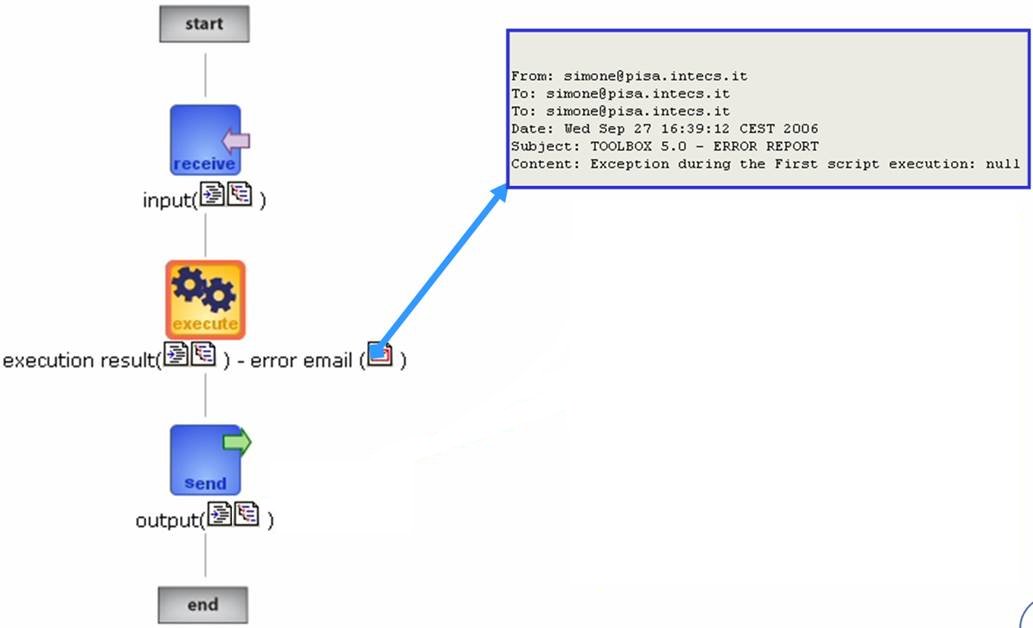 start
receive
input( )
execute
execution result( ) - error email ( )
send
output( )
end
From: simone@pisa.intecs.it
To: simone@pisa.intecs.it
To: simone@pisa.intecs.it
Date: Wed Sep 27 16:39:12 CEST 2006
Subject: TOOLBOX 5.0 - ERROR REPORT
Content: Exception during the First script execution: null